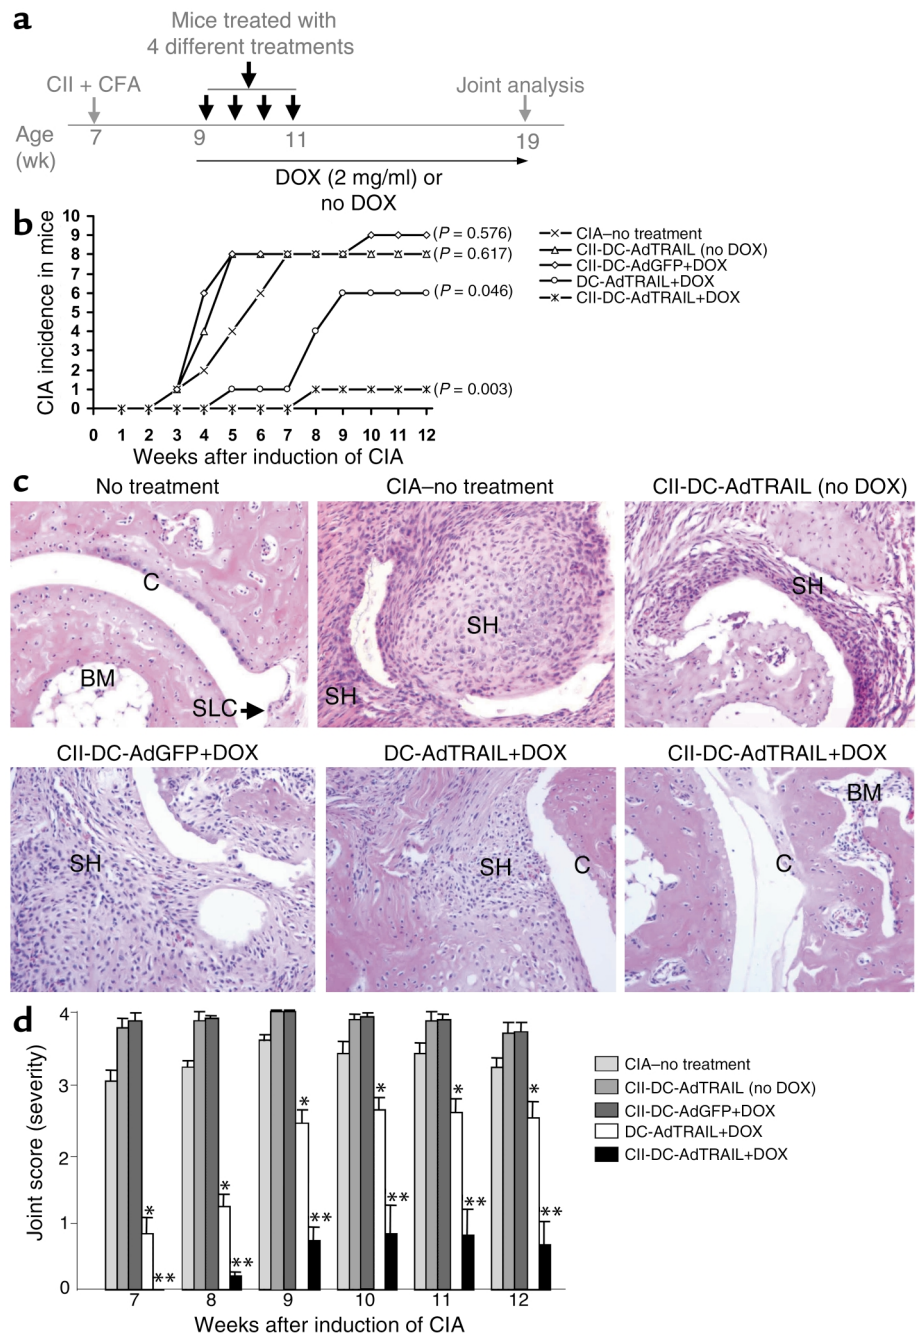 a
Mice treated with
4 different treatments
CII + CFA
Joint analysis
Age
(wk)
7
9
11
19
DOX (2 mg/ml) or
no DOX
b
CIA incidence in mice
10
9
8
7
6
5
4
3
2
1
0
0 1 2 3 4 5 6 7 8 9 10 11 12
Weeks after induction of CIA
(P = 0.576)
(P = 0.617)
(P = 0.046)
(P = 0.003)
CIA–no treatment
CII-DC-AdTRAIL (no DOX)
CII-DC-AdGFP+DOX
DC-AdTRAIL+DOX
CII-DC-AdTRAIL+DOX
c
No treatment
CIA–no treatment
CII-DC-AdTRAIL (no DOX)
C
BM
SLC
SH
SH
SH
CII-DC-AdGFP+DOX
DC-AdTRAIL+DOX
CII-DC-AdTRAIL+DOX
SH
SH
C
BM
C
d
Joint score (severity)
4
3
2
1
0
*
**
*
**
*
**
*
**
*
**
*
**
7 8 9 10 11 12
Weeks after induction of CIA
CIA–no treatment
CII-DC-AdTRAIL (no DOX)
CII-DC-AdGFP+DOX
DC-AdTRAIL+DOX
CII-DC-AdTRAIL+DOX